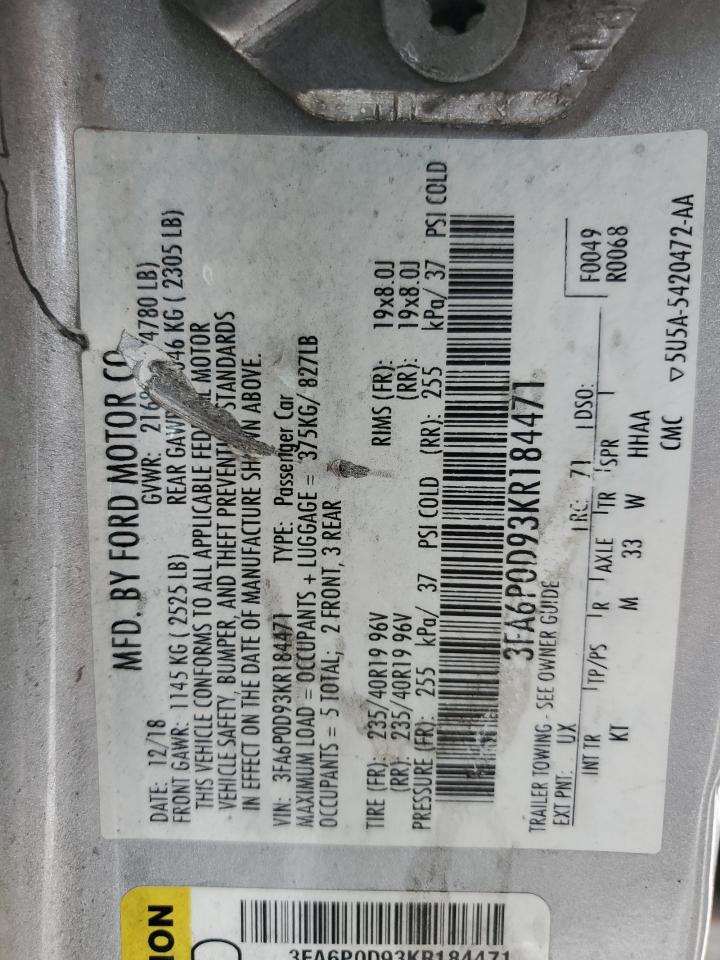 MFD. BY FORD MOTOR CO
DATE: 12/18 GVWR: 4780 LB)
FRONT GAWR: 1145 KG ( 2525 LB) REAR GAWR KG ( 2305 LB)
THIS VEHICLE CONFORMS TO ALL APPLICABLE MOTOR
VEHICLE SAFETY, BUMPER, AND THEFT STANDARDS
IN EFFECT ON THE DATE OF MANUFACTURE SHOWN ABOVE.
VIN: 3FA6P0D93KR184471 TYPE: Passenger Car
MAXIMUM LOAD = OCCUPANTS + LUGGAGE = 375KG/ 827LB
OCCUPANTS = 5 TOTAL; 2 FRONT, 3 REAR
TIRE (FR): 235/40R19 96V RIMS (FR): 19x8.0J
(RR): 235/40R19 96V (RR): 19x8.0J
PRESSURE (FR): 255 kPa/ 37 PSI COLD (RR): 255 kPa/ 37 PSI COLD
3FA6P0D93KR184471
TRAILER TOWING - SEE OWNER GUIDE
EXT PNT: UX RC: 71 DSO: F0049
R0068
INT TR TP/PS R AXLE TR SPR
KT M 33 W HHAA
CMC ▽5U5A-5420472-AA
ION
3FA6P0D93KR184471